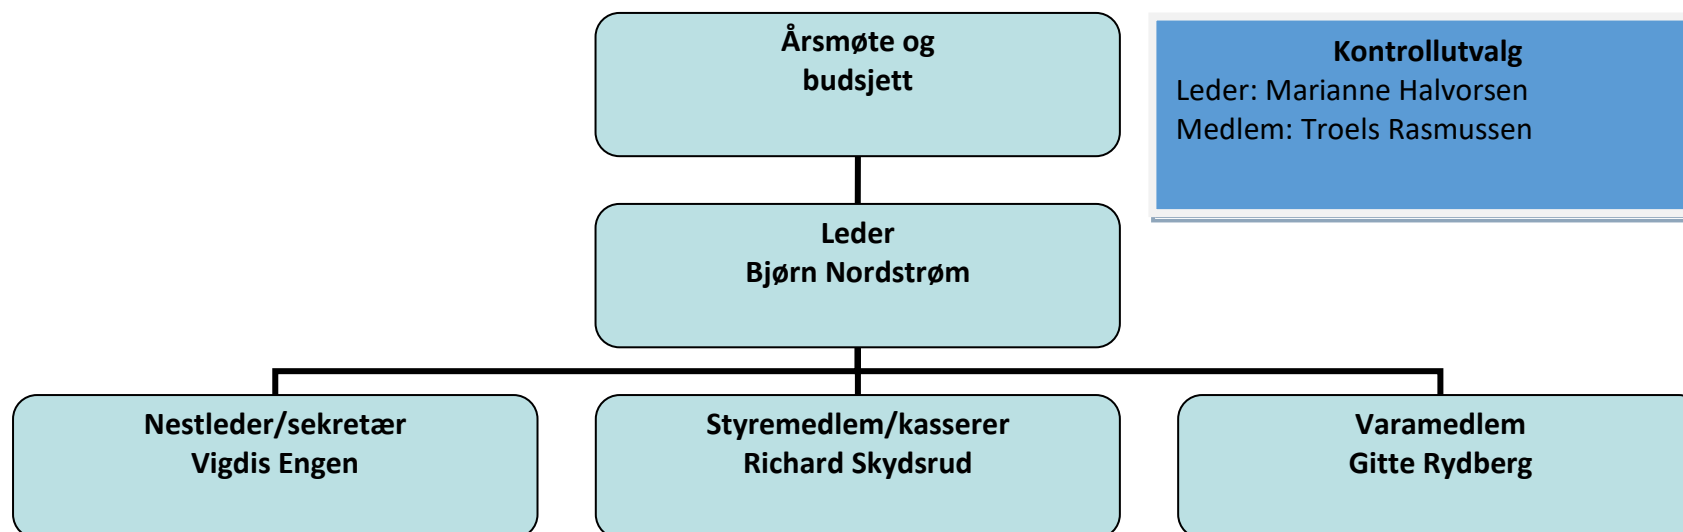 Årsmøte og
budsjett
Kontrollutvalg
Leder: Marianne Halvorsen
Medlem: Troels Rasmussen
Leder
Bjørn Nordstrøm
Nestleder/sekretær
Vigdis Engen
Styremedlem/kasserer
Richard Skydsrud
Varamedlem
Gitte Rydberg